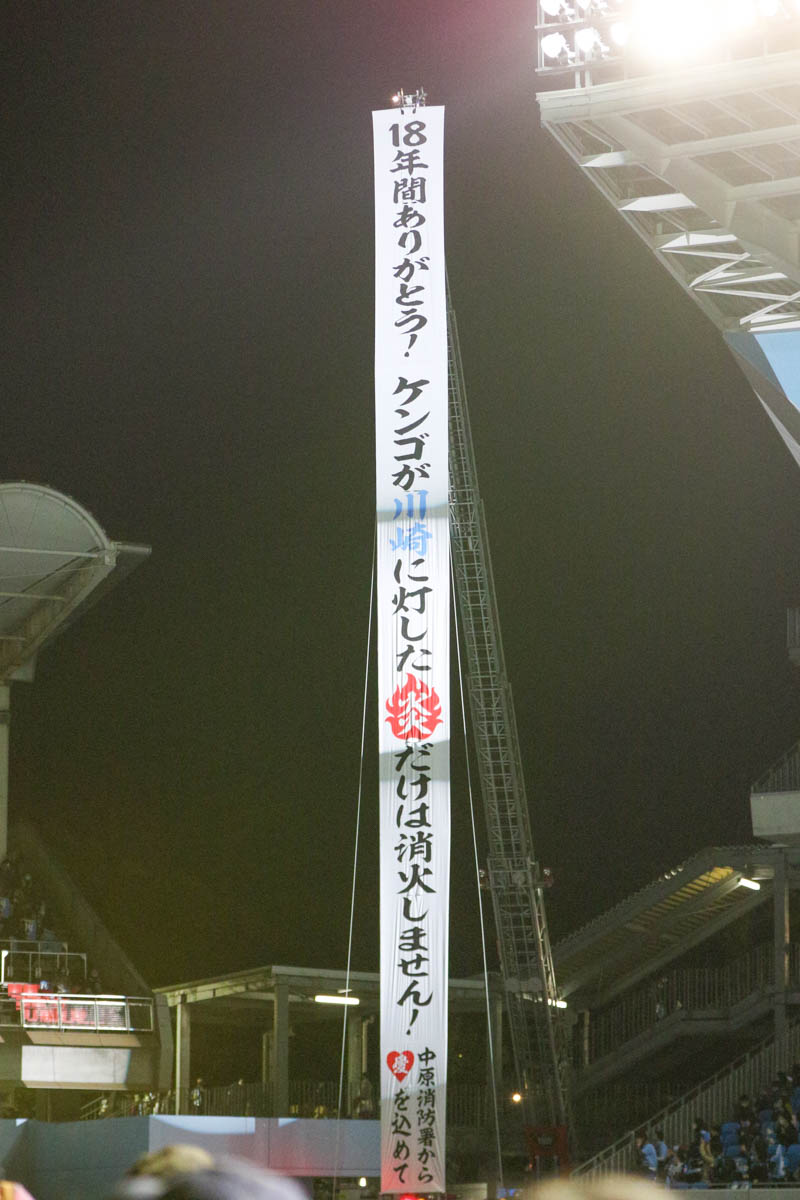 18年間ありがとう！ ケンゴが川崎に灯した炎だけは消火しません！
中原消防署から
愛を込めて